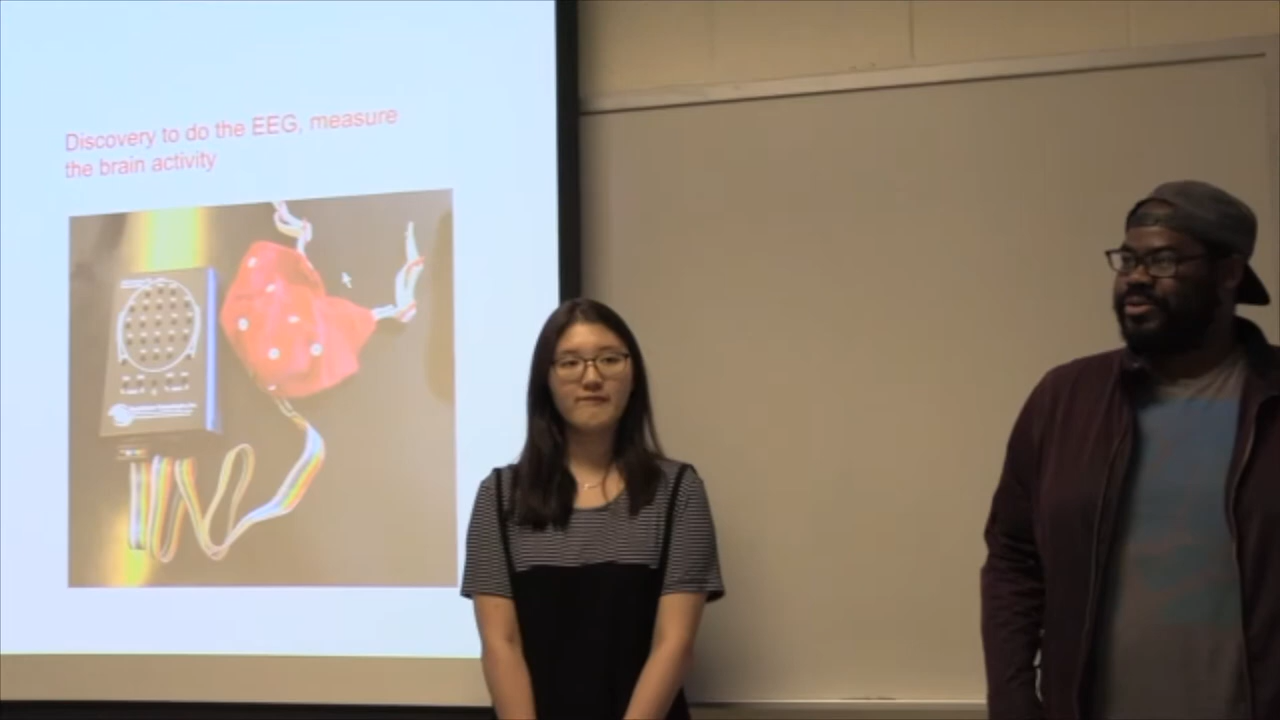 Discovery to do the EEG, measure
the brain activity